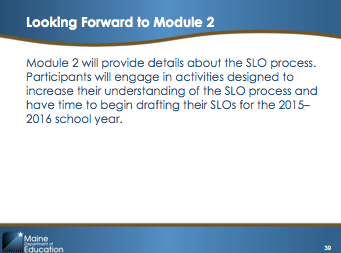 Looking Forward to Module 2
Module 2 will provide details about the SLO process.
Participants will engage in activities designed to
increase their understanding of the SLO process and
have time to begin drafting their SLOs for the 2015–
2016 school year.
Maine
Department of
Education
39